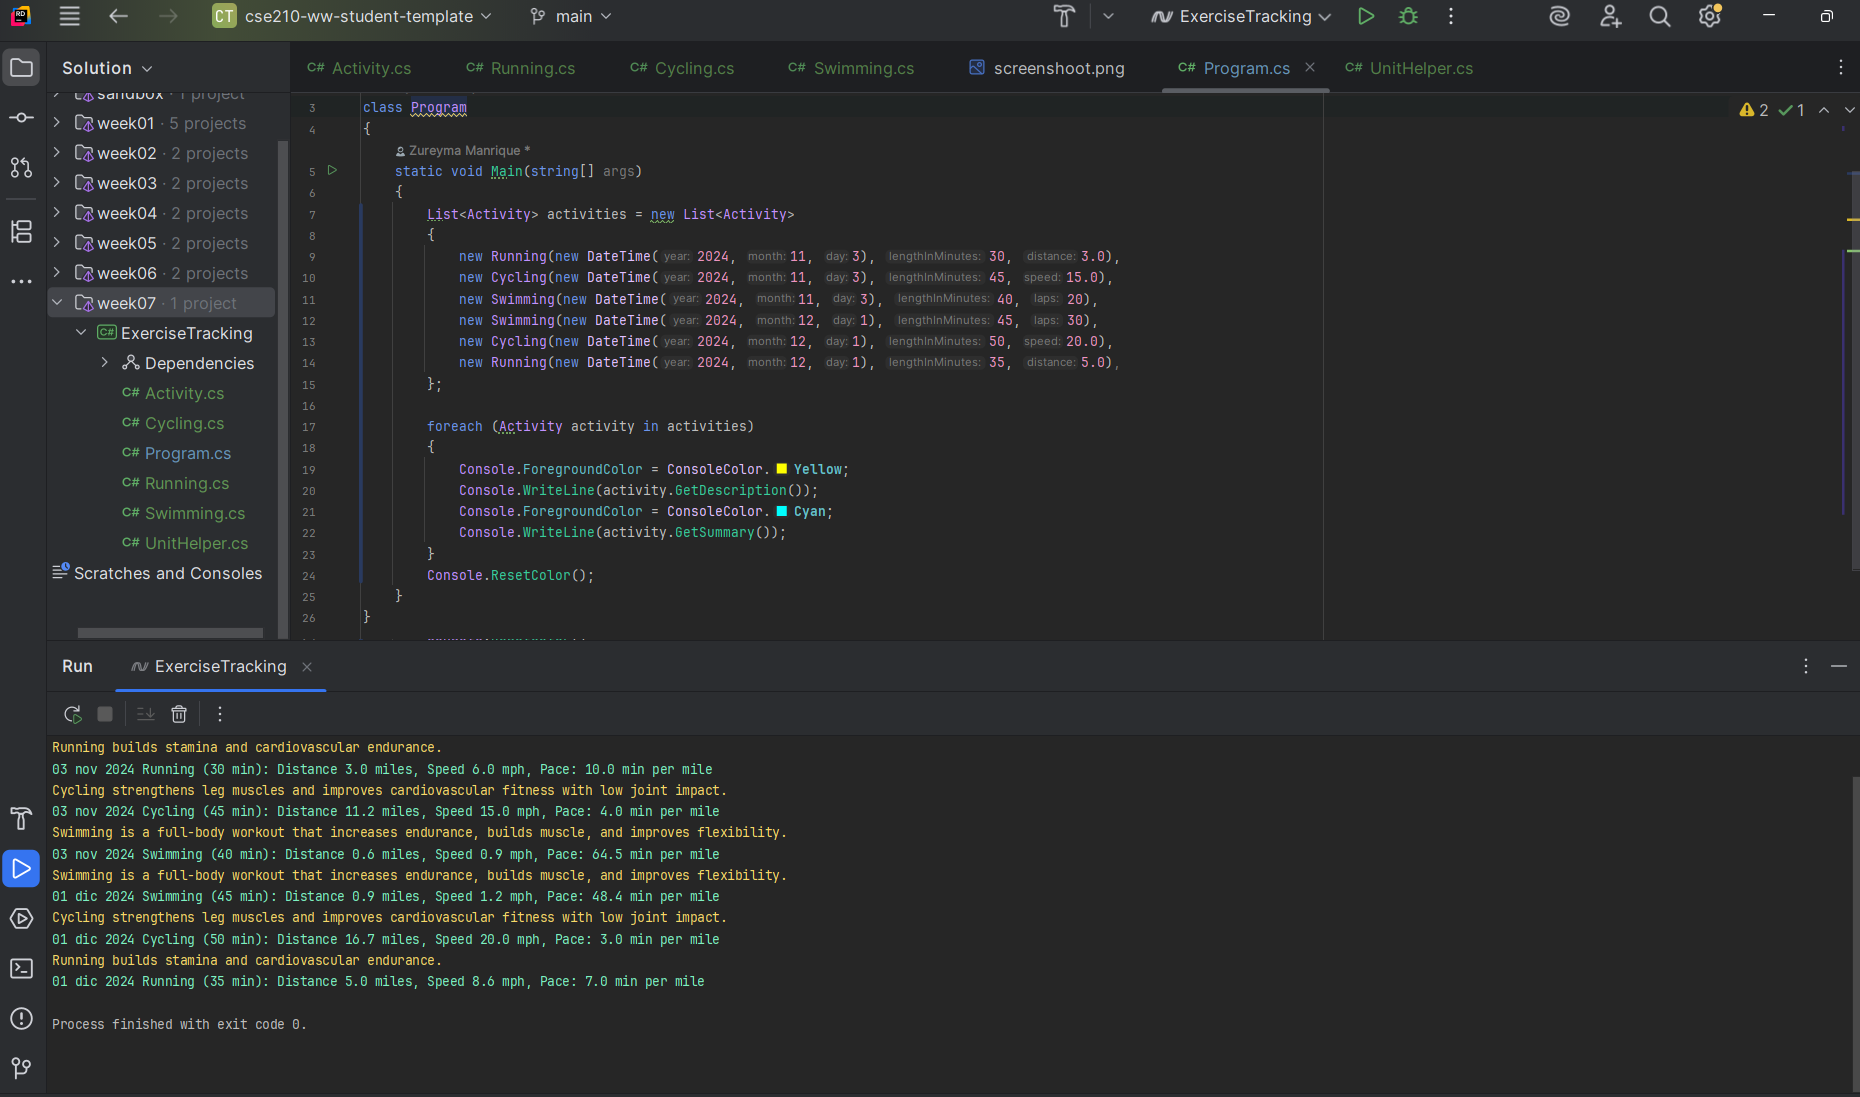 RD CT cse210-ww-student-template main ExerciseTracking
Solution
C# Activity.cs C# Running.cs C# Cycling.cs C# Swimming.cs screenshoot.png C# Program.cs C# UnitHelper.cs
sandbox · 1 project
week01 · 5 projects
week02 · 2 projects
week03 · 2 projects
week04 · 2 projects
week05 · 2 projects
week06 · 2 projects
week07 · 1 project
C# ExerciseTracking
Dependencies
C# Activity.cs
C# Cycling.cs
C# Program.cs
C# Running.cs
C# Swimming.cs
C# UnitHelper.cs
Scratches and Consoles
2 1
3 class Program
4 {
Zureyma Manrique *
5 static void Main(string[] args)
6 {
7 List<Activity> activities = new List<Activity>
8 {
9 new Running(new DateTime( year: 2024, month: 11, day: 3), lengthInMinutes: 30, distance: 3.0),
10 new Cycling(new DateTime( year: 2024, month: 11, day: 3), lengthInMinutes: 45, speed: 15.0),
11 new Swimming(new DateTime( year: 2024, month: 11, day: 3), lengthInMinutes: 40, laps: 20),
12 new Swimming(new DateTime( year: 2024, month: 12, day: 1), lengthInMinutes: 45, laps: 30),
13 new Cycling(new DateTime( year: 2024, month: 12, day: 1), lengthInMinutes: 50, speed: 20.0),
14 new Running(new DateTime( year: 2024, month: 12, day: 1), lengthInMinutes: 35, distance: 5.0),
15 };
16
17 foreach (Activity activity in activities)
18 {
19 Console.ForegroundColor = ConsoleColor. Yellow;
20 Console.WriteLine(activity.GetDescription());
21 Console.ForegroundColor = ConsoleColor. Cyan;
22 Console.WriteLine(activity.GetSummary());
23 }
24 Console.ResetColor();
25 }
26 }
Run ExerciseTracking
Running builds stamina and cardiovascular endurance.
03 nov 2024 Running (30 min): Distance 3.0 miles, Speed 6.0 mph, Pace: 10.0 min per mile
Cycling strengthens leg muscles and improves cardiovascular fitness with low joint impact.
03 nov 2024 Cycling (45 min): Distance 11.2 miles, Speed 15.0 mph, Pace: 4.0 min per mile
Swimming is a full-body workout that increases endurance, builds muscle, and improves flexibility.
03 nov 2024 Swimming (40 min): Distance 0.6 miles, Speed 0.9 mph, Pace: 64.5 min per mile
Swimming is a full-body workout that increases endurance, builds muscle, and improves flexibility.
01 dic 2024 Swimming (45 min): Distance 0.9 miles, Speed 1.2 mph, Pace: 48.4 min per mile
Cycling strengthens leg muscles and improves cardiovascular fitness with low joint impact.
01 dic 2024 Cycling (50 min): Distance 16.7 miles, Speed 20.0 mph, Pace: 3.0 min per mile
Running builds stamina and cardiovascular endurance.
01 dic 2024 Running (35 min): Distance 5.0 miles, Speed 8.6 mph, Pace: 7.0 min per mile
Process finished with exit code 0.